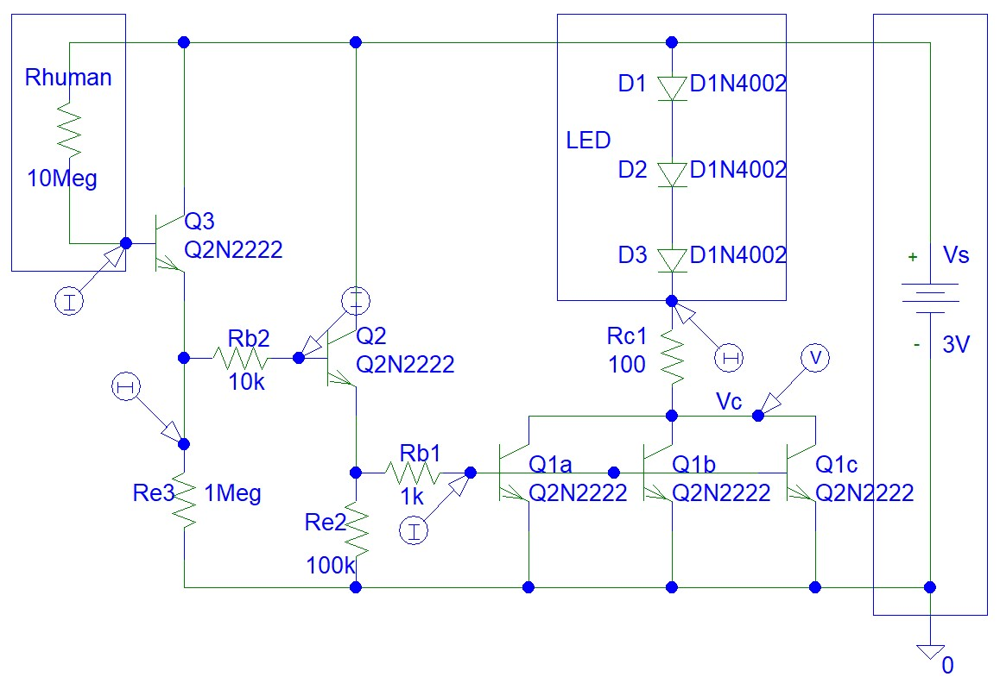 Rhuman
10Meg
Q3
Q2N2222
I
Rb2
10k
I
I
Q2
Q2N2222
Re3
1Meg
Rb1
1k
I
Re2
100k
LED
D1
D1N4002
D2
D1N4002
D3
D1N4002
Rc1
100
I
Vc
V
Q1a
Q2N2222
Q1b
Q2N2222
Q1c
Q2N2222
+
Vs
-
3V
0